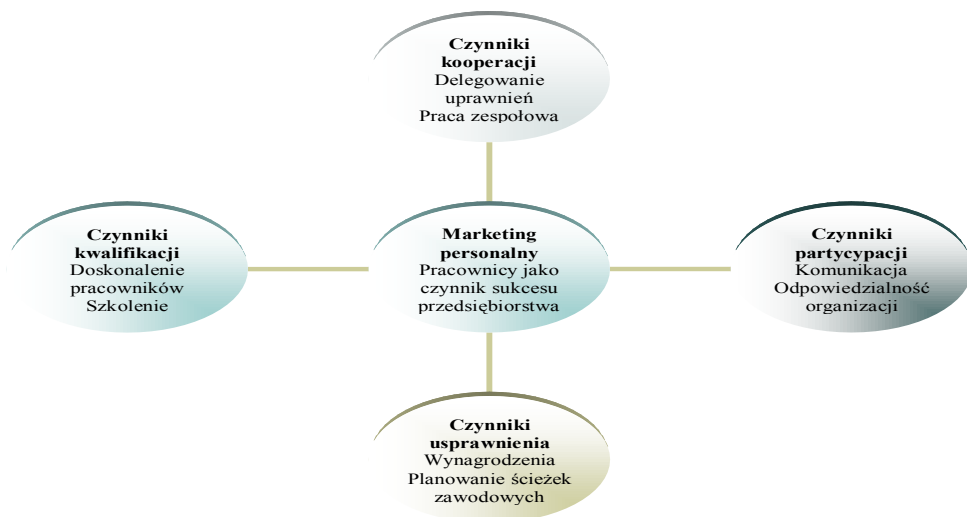 Czynniki
kooperacji
Delegowanie
uprawnień
Praca zespołowa
Czynniki
kwalifikacji
Doskonalenie
pracowników
Szkolenie
Marketing
personalny
Pracownicy jako
czynnik sukcesu
przedsiębiorstwa
Czynniki
partycypacji
Komunikacja
Odpowiedzialność
organizacji
Czynniki
usprawnienia
Wynagrodzenia
Planowanie ścieżek
zawodowych